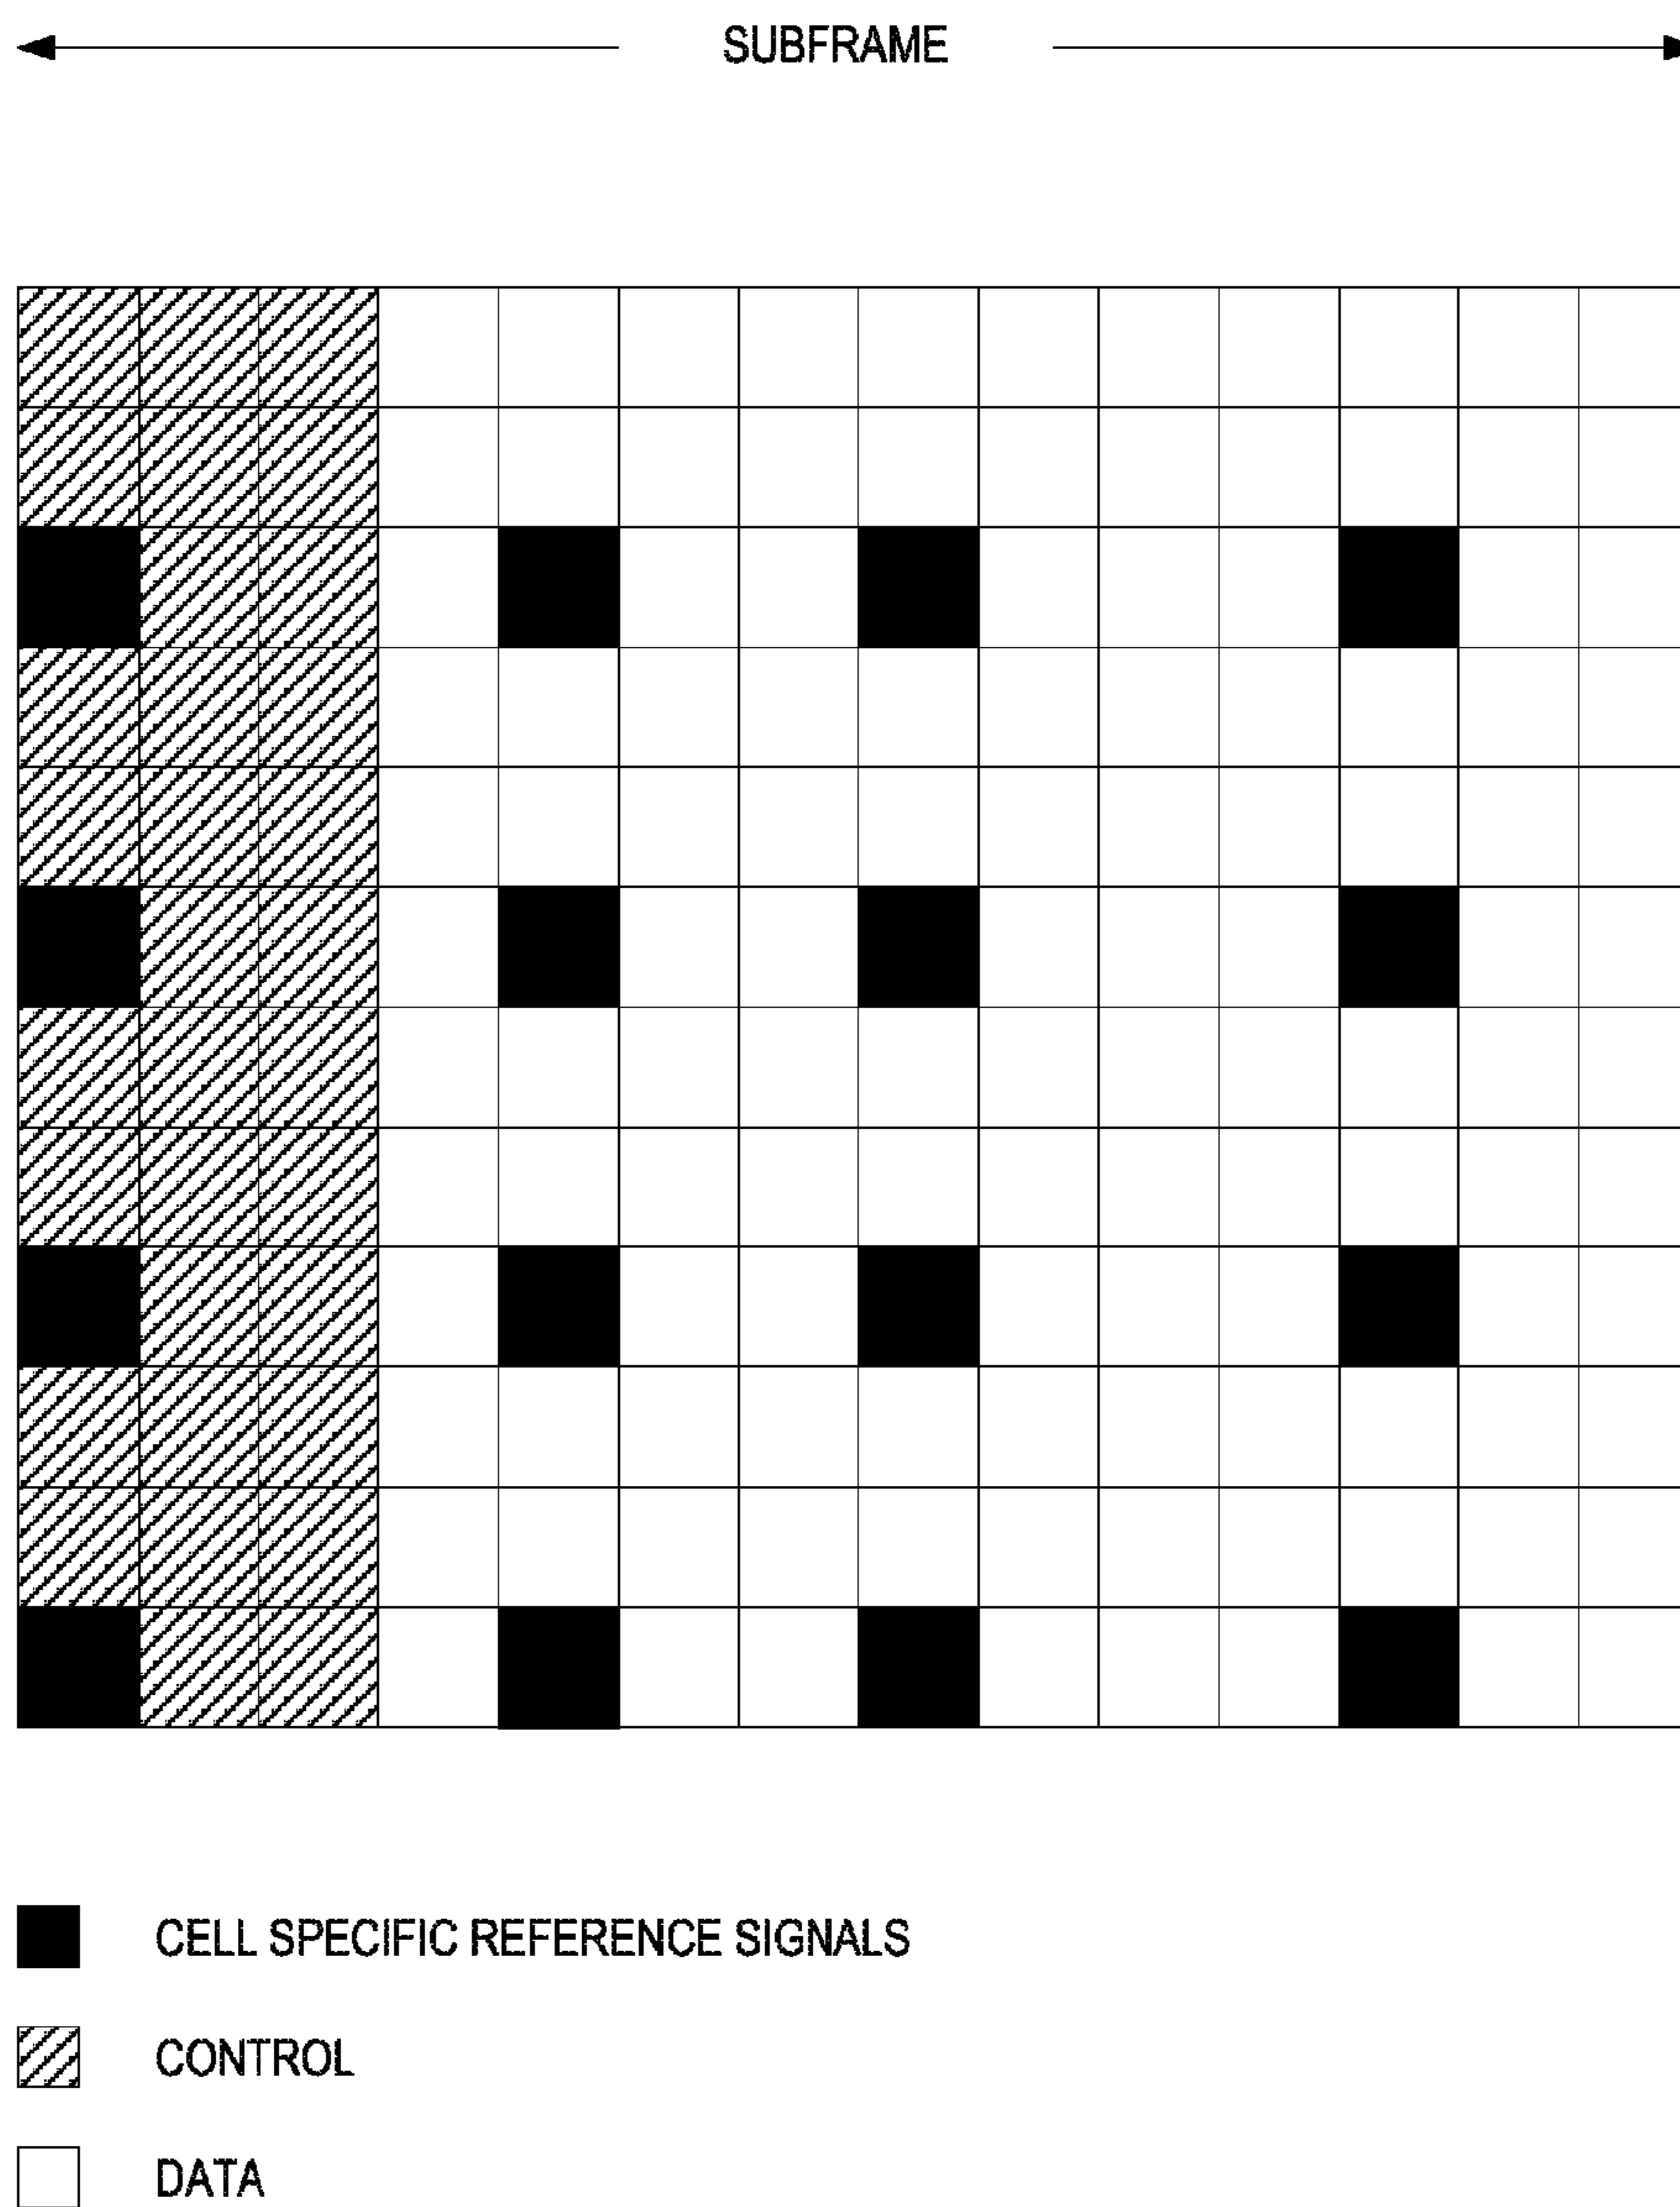 SUBFRAME
CELL SPECIFIC REFERENCE SIGNALS
CONTROL
DATA